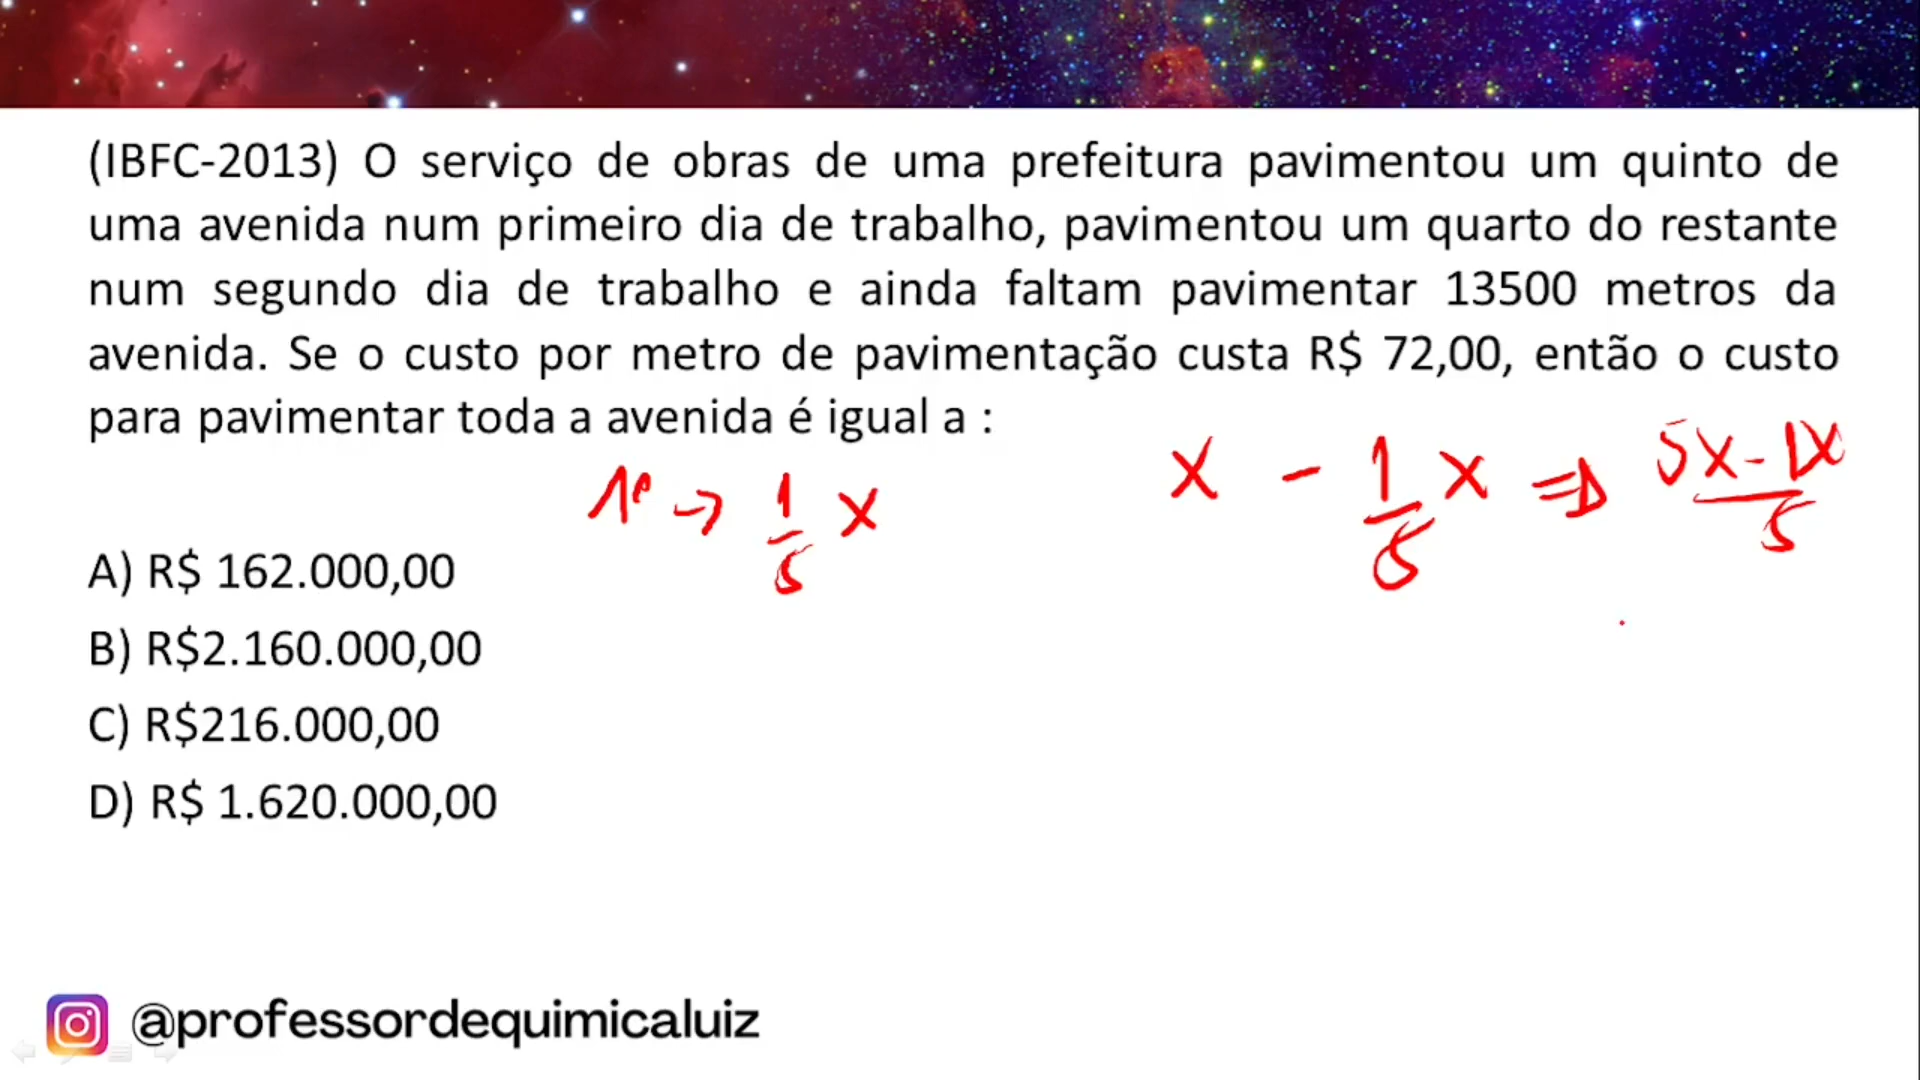 (IBFC-2013) O serviço de obras de uma prefeitura pavimentou um quinto de
uma avenida num primeiro dia de trabalho, pavimentou um quarto do restante
num segundo dia de trabalho e ainda faltam pavimentar 13500 metros da
avenida. Se o custo por metro de pavimentação custa R$ 72,00, então o custo
para pavimentar toda a avenida é igual a :
1º → 1/5 x
x - 1/5 x ⇒ 5x - 1x / 5
A) R$ 162.000,00
B) R$2.160.000,00
C) R$216.000,00
D) R$ 1.620.000,00
@professordequimicaluiz